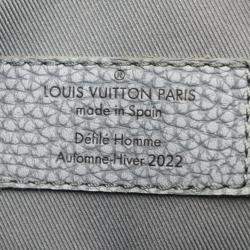 ®
LOUIS VUITTON PARIS
made in Spain
Défilé Homme
Automne-Hiver 2022